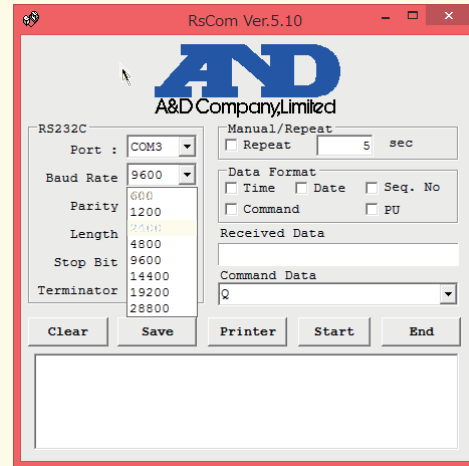 RsCom Ver.5.10
AND
A&D Company,Limited
RS232C
Port : COM3
Baud Rate 9600
600
1200
2400
4800
9600
14400
19200
28800
Parity
Length
Stop Bit
Terminator
Manual/Repeat
Repeat 5 sec
Data Format
Time Date Seq. No
Command PU
Received Data
Command Data
Q
Clear Save Printer Start End